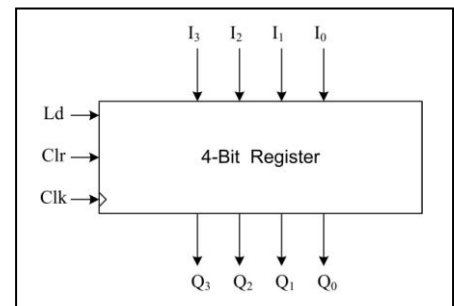 I₃ I₂ I₁ I₀
Ld
Clr
4-Bit Register
Clk
Q₃ Q₂ Q₁ Q₀